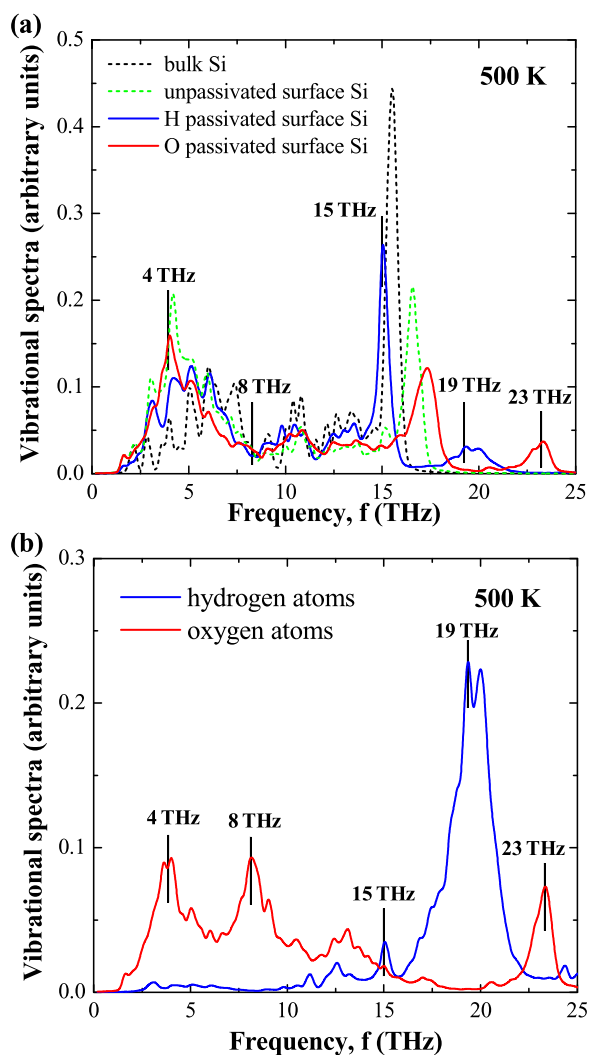 (a)
0.5
0.4
0.3
0.2
0.1
0.0
Vibrational spectra (arbitrary units)
bulk Si
unpassivated surface Si
H passivated surface Si
O passivated surface Si
500 K
15 THz
4 THz
8 THz
19 THz
23 THz
0 5 10 15 20 25
Frequency, f (THz)
(b)
0.3
0.2
0.1
0.0
Vibrational spectra (arbitrary units)
hydrogen atoms
oxygen atoms
500 K
19 THz
4 THz
8 THz
15 THz
23 THz
0 5 10 15 20 25
Frequency, f (THz)